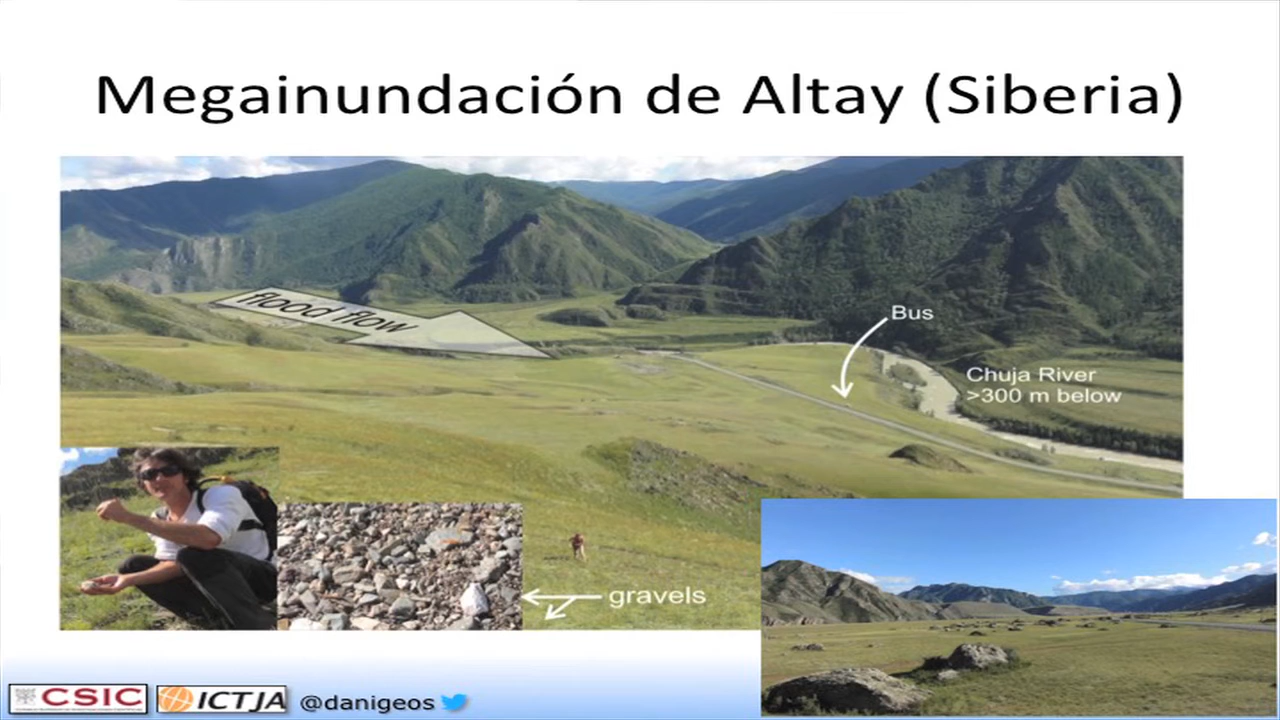 Megainundación de Altay (Siberia)
flood flow
Bus
Chuja River
>300 m below
gravels
CSIC
ICTJA
@danigeos